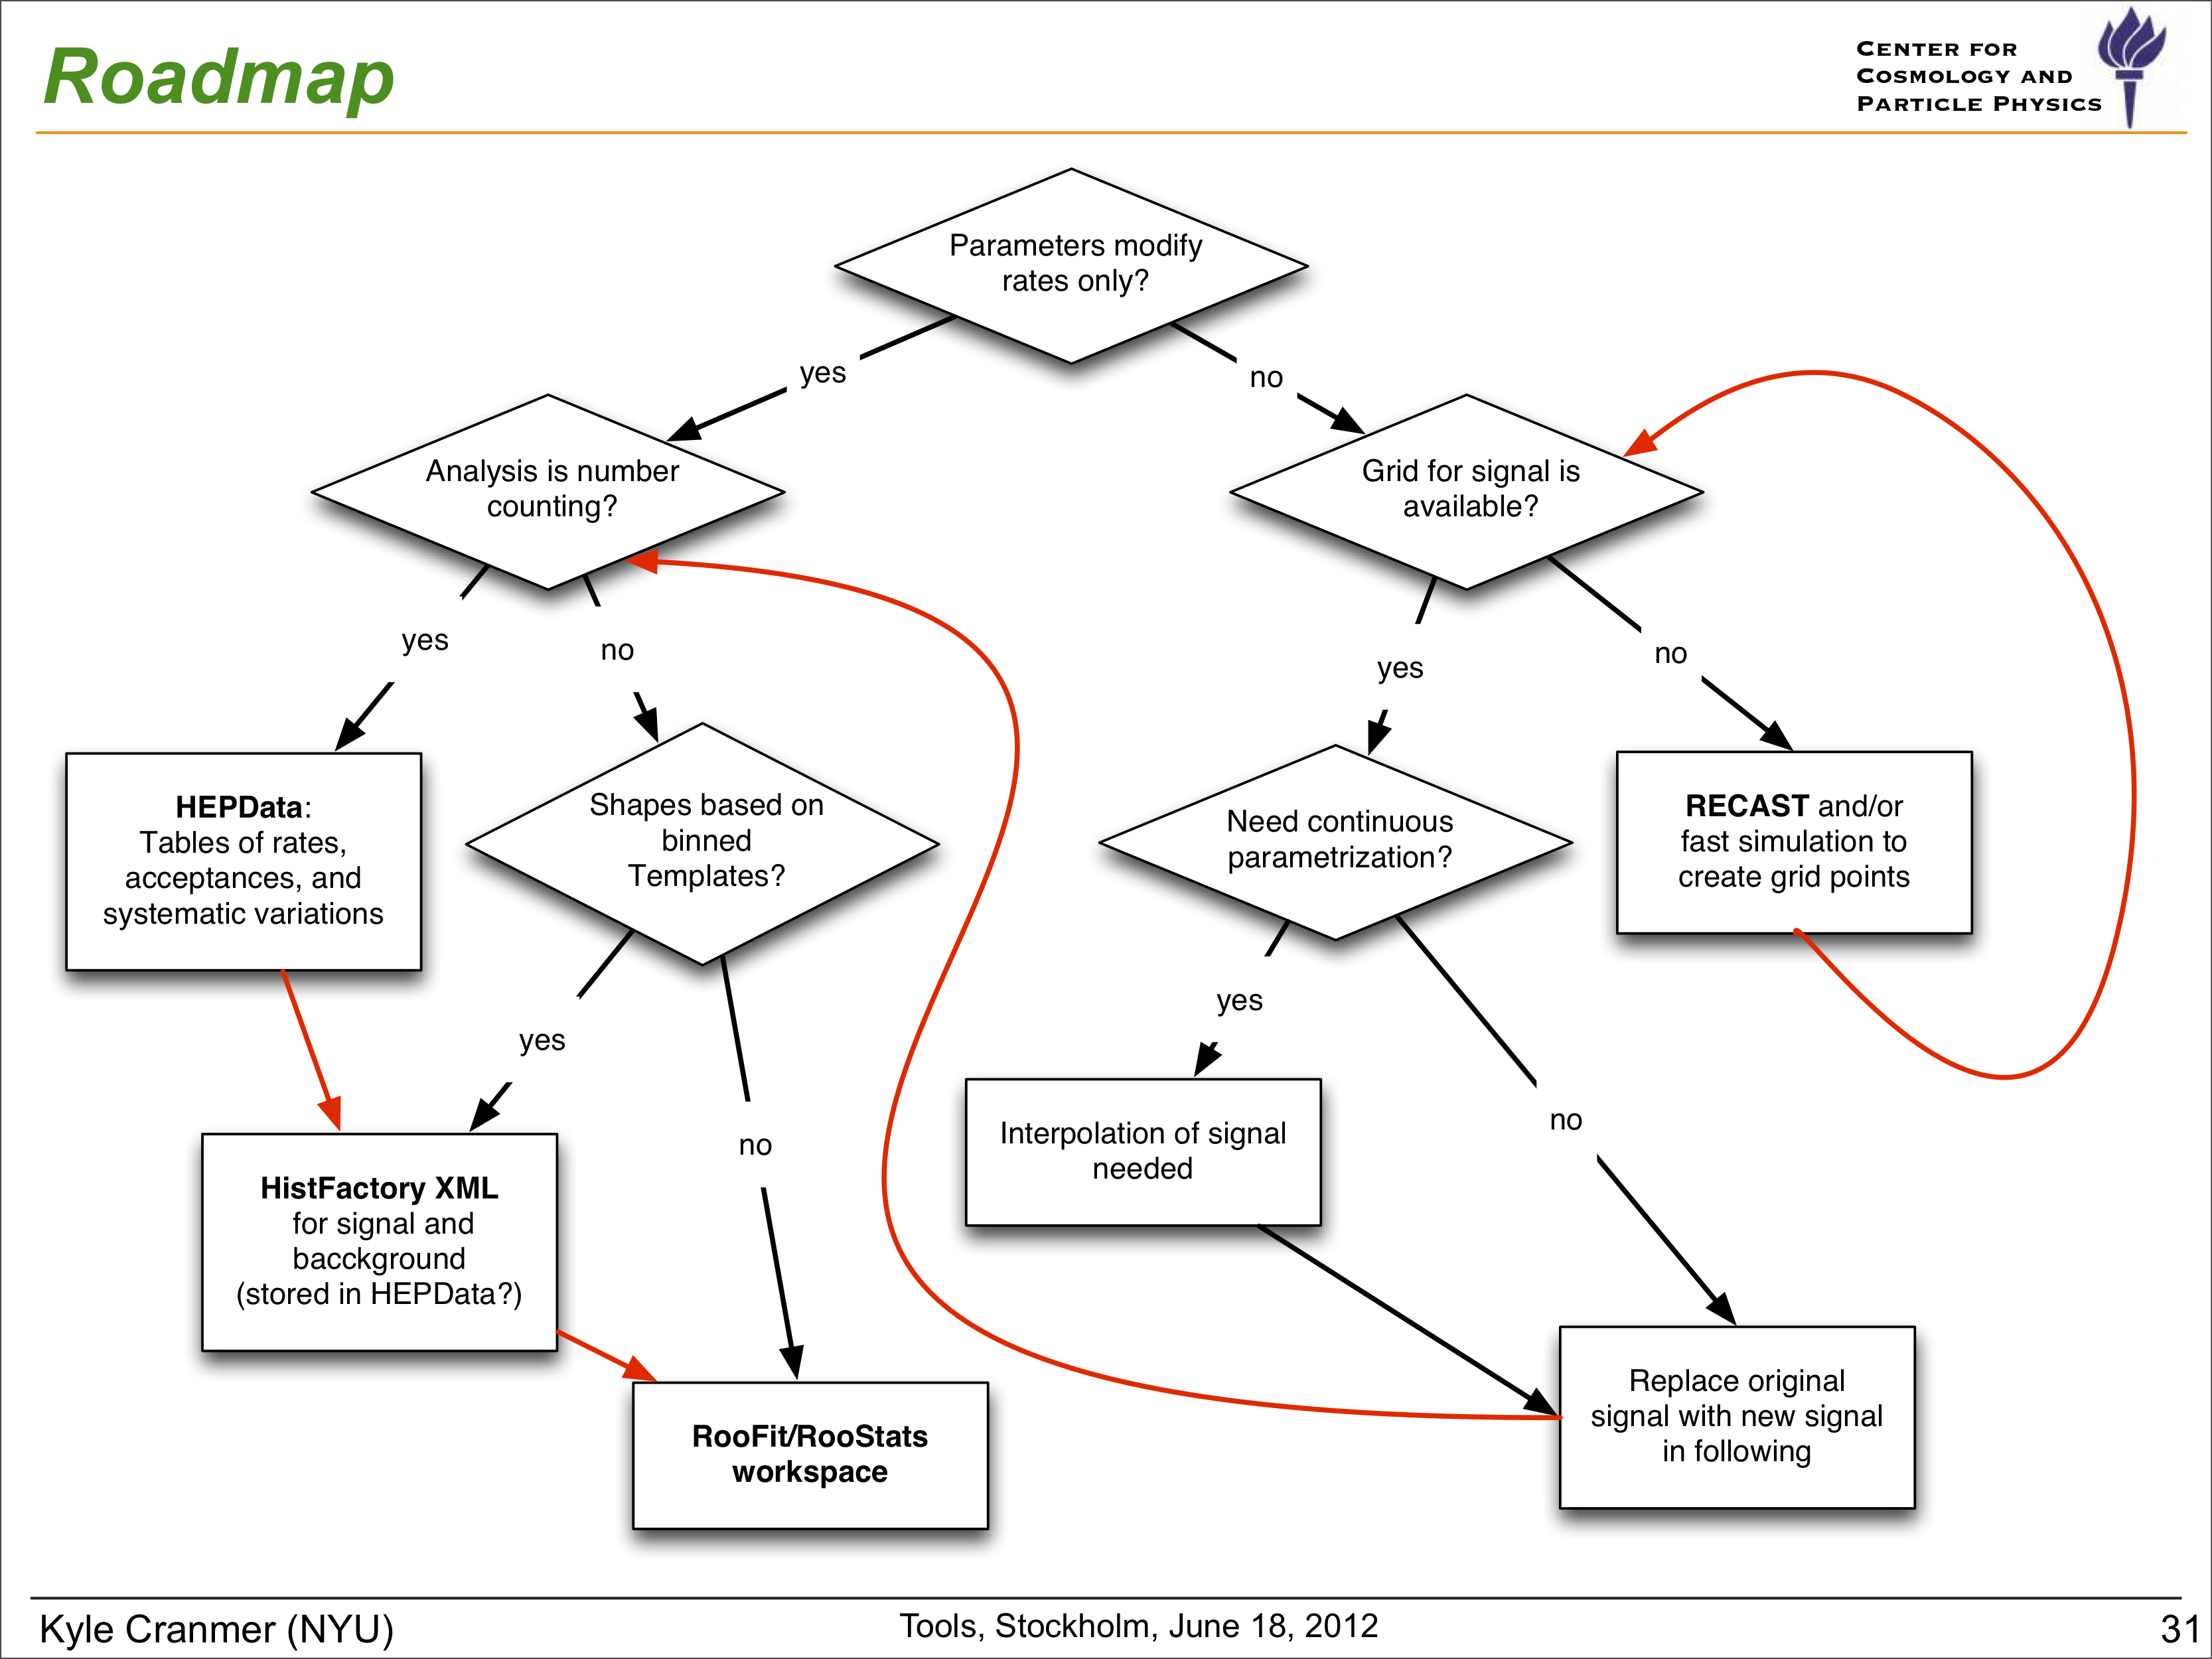 Roadmap
Center for
Cosmology and
Particle Physics
Parameters modify
rates only?
yes
no
Analysis is number
counting?
Grid for signal is
available?
yes
no
yes
no
HEPData:
Tables of rates,
acceptances, and
systematic variations
Shapes based on
binned
Templates?
Need continuous
parametrization?
RECAST and/or
fast simulation to
create grid points
yes
no
yes
no
HistFactory XML
for signal and
bacckground
(stored in HEPData?)
Interpolation of signal
needed
RooFit/RooStats
workspace
Replace original
signal with new signal
in following
Kyle Cranmer (NYU)
Tools, Stockholm, June 18, 2012
31